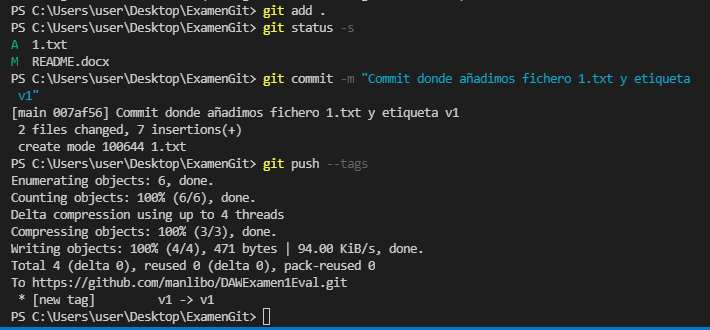 PS C:\Users\user\Desktop\ExamenGit> git add .
PS C:\Users\user\Desktop\ExamenGit> git status -s
A  1.txt
M  README.docx
PS C:\Users\user\Desktop\ExamenGit> git commit -m "Commit donde añadimos fichero 1.txt y etiqueta
 v1"
[main 007af56] Commit donde añadimos fichero 1.txt y etiqueta v1
 2 files changed, 7 insertions(+)
 create mode 100644 1.txt
PS C:\Users\user\Desktop\ExamenGit> git push --tags
Enumerating objects: 6, done.
Counting objects: 100% (6/6), done.
Delta compression using up to 4 threads
Compressing objects: 100% (3/3), done.
Writing objects: 100% (4/4), 471 bytes | 94.00 KiB/s, done.
Total 4 (delta 0), reused 0 (delta 0), pack-reused 0
To https://github.com/manlibo/DAWExamen1Eval.git
 * [new tag]         v1 -> v1
PS C:\Users\user\Desktop\ExamenGit>